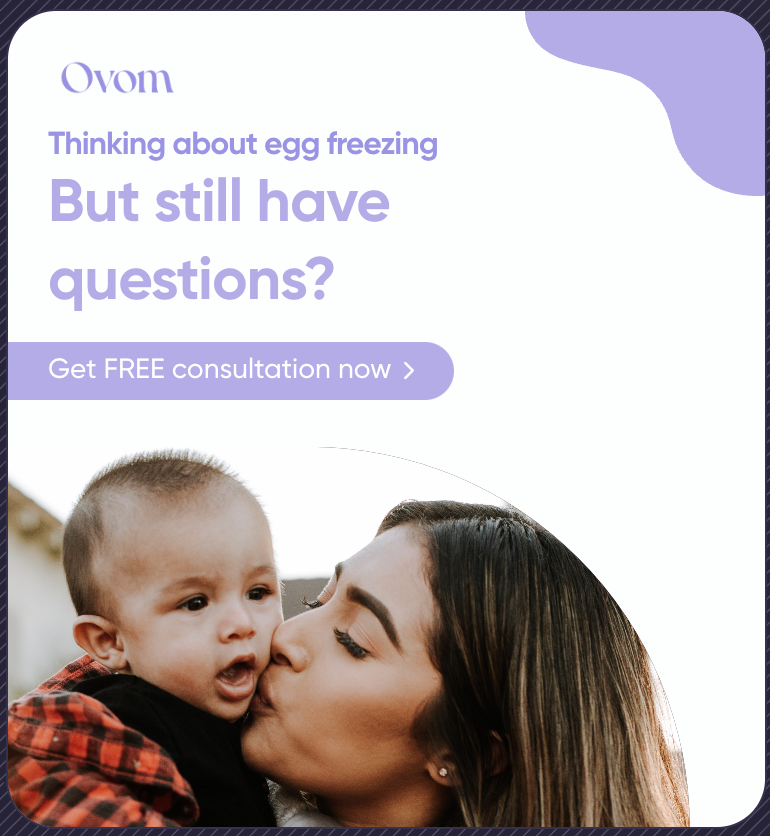 Ovom
Thinking about egg freezing
But still have
questions?
Get FREE consultation now >